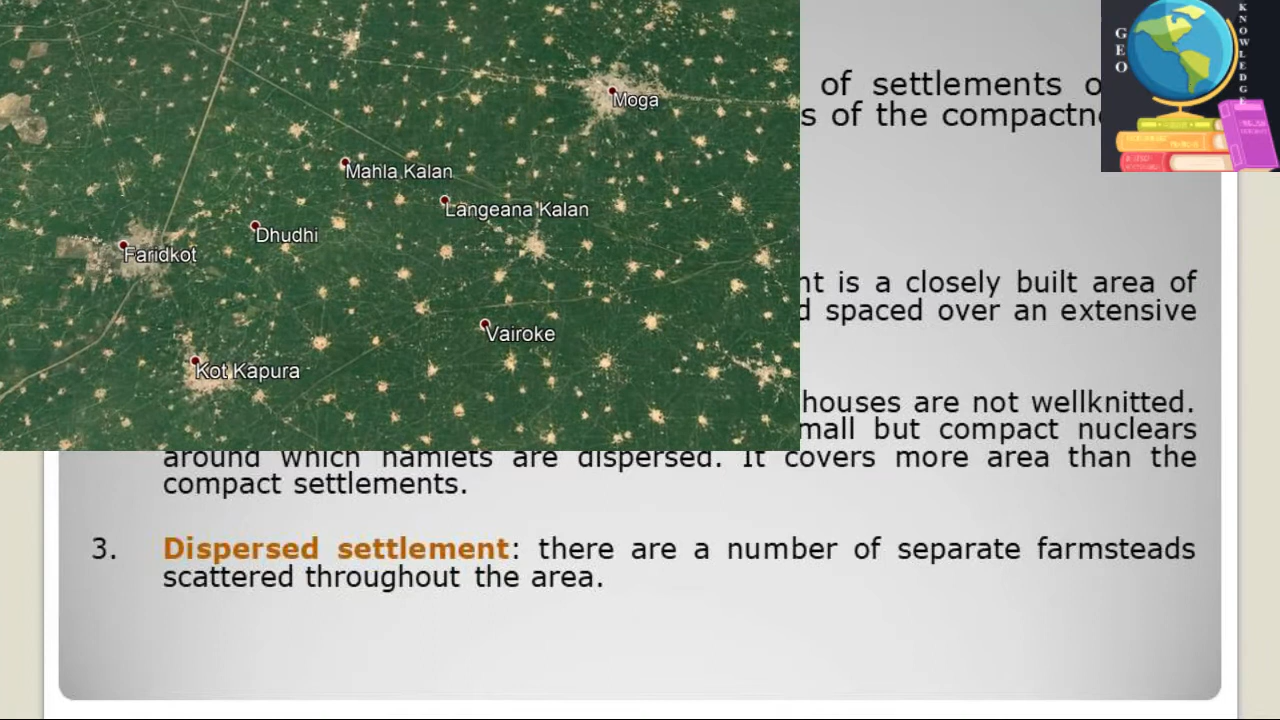 Moga
Mahla Kalan
Langeana Kalan
Dhudhi
Faridkot
Vairoke
Kot Kapura
GEO
KNOWLEDGE
of settlements
of the
is a closely built area of
spaced over an extensive
houses are not wellknitted.
but compact nuclears
around which hamlets are dispersed. It covers more area than the
compact settlements.
3. Dispersed settlement: there are a number of separate farmsteads
scattered throughout the area.